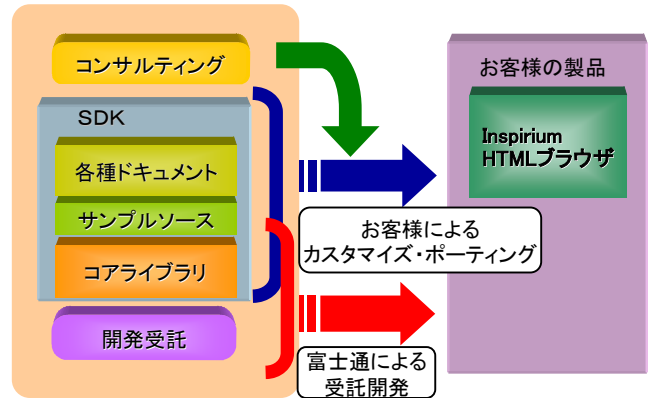 コンサルティング
SDK
各種ドキュメント
サンプルソース
コアライブラリ
開発受託
お客様による
カスタマイズ・ポーティング
富士通による
受託開発
お客様の製品
Inspirium
HTMLブラウザ